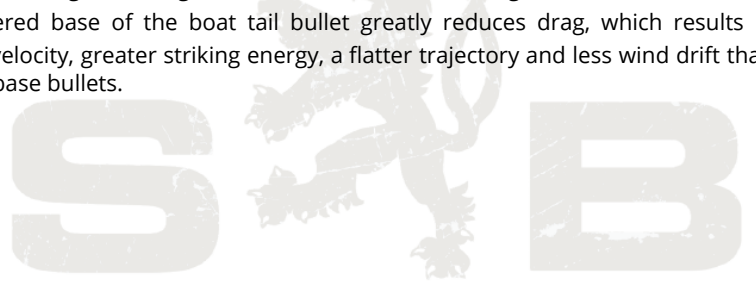 ered base of the boat tail bullet greatly reduces drag, which results
velocity, greater striking energy, a flatter trajectory and less wind drift tha
base bullets.
S B